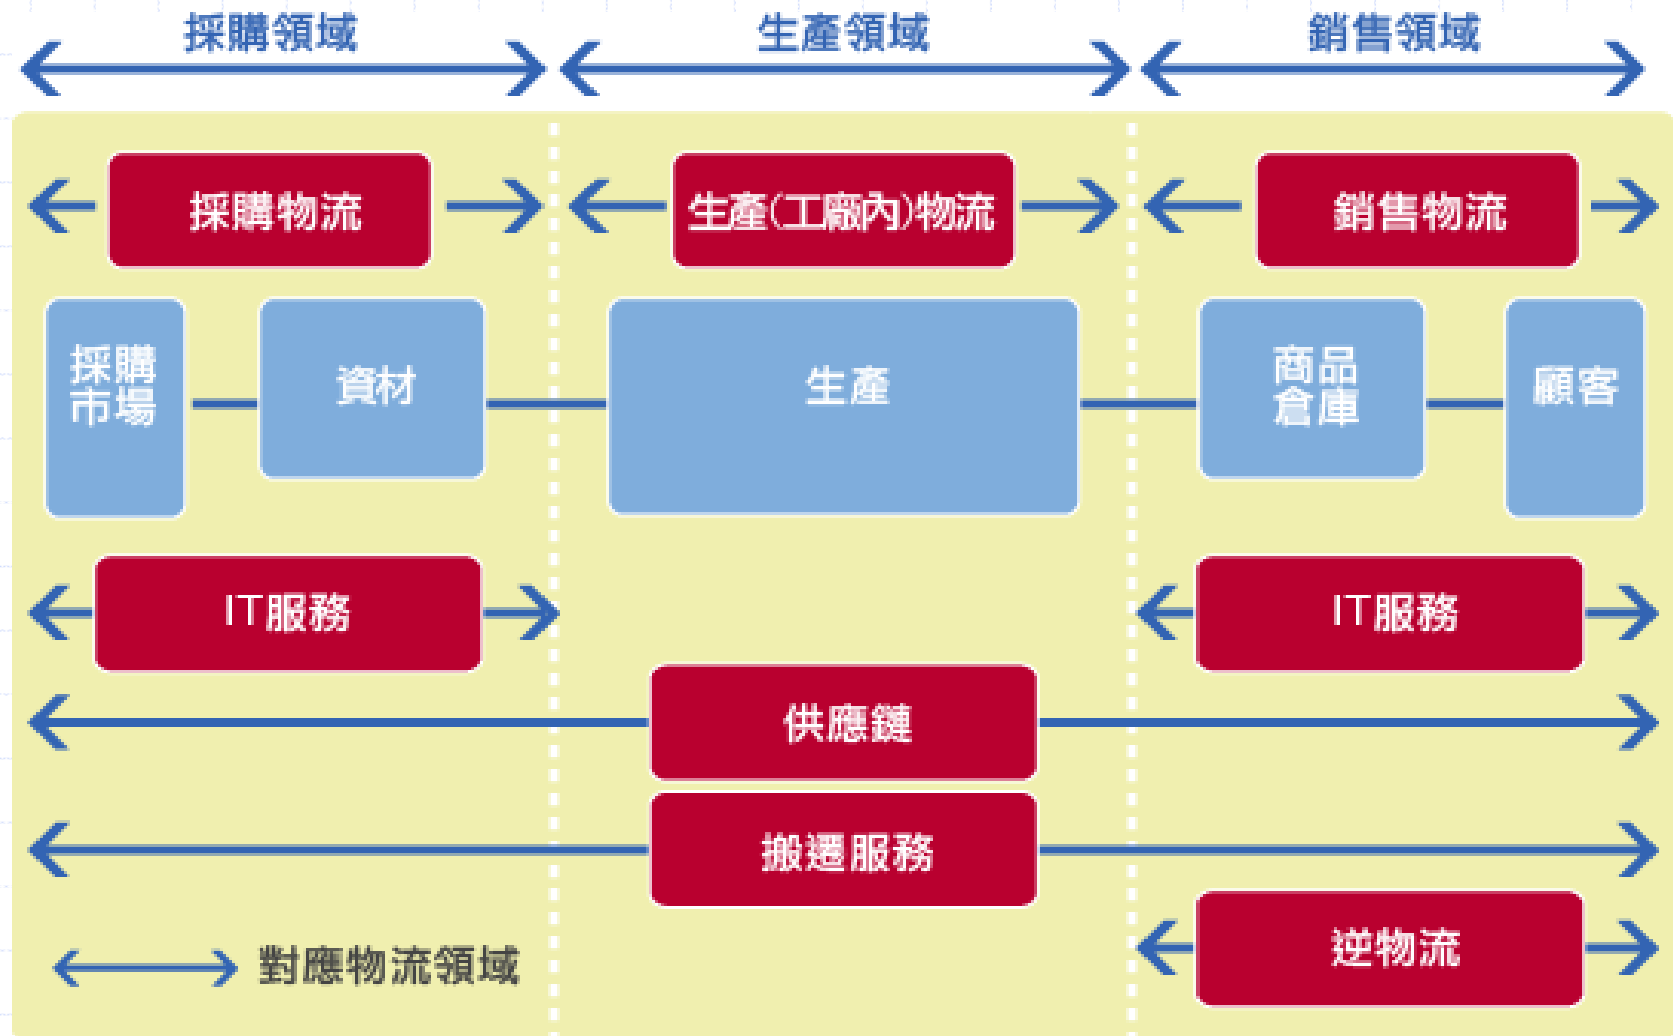 採購領域
生產領域
銷售領域
採購物流
生產(工廠內)物流
銷售物流
採購
市場
資材
生產
商品
倉庫
顧客
IT服務
IT服務
供應鏈
搬遷服務
逆物流
對應物流領域